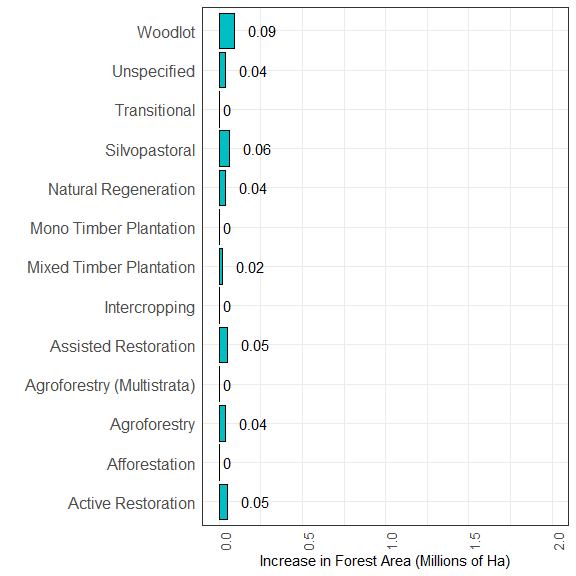 Woodlot 0.09
Unspecified 0.04
Transitional 0
Silvopastoral 0.06
Natural Regeneration 0.04
Mono Timber Plantation 0
Mixed Timber Plantation 0.02
Intercropping 0
Assisted Restoration 0.05
Agroforestry (Multistrata) 0
Agroforestry 0.04
Afforestation 0
Active Restoration 0.05
0.0 0.5 1.0 1.5 2.0
Increase in Forest Area (Millions of Ha)